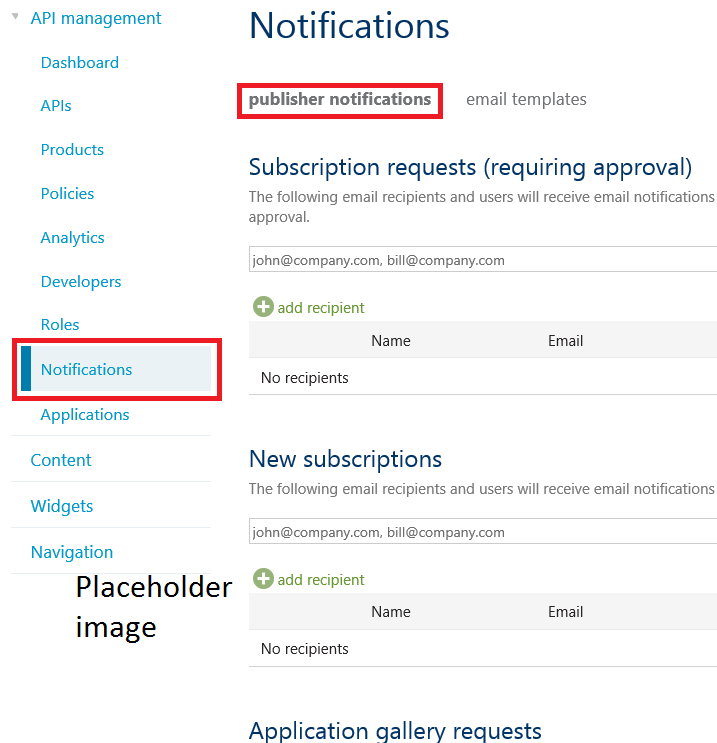 API management
Dashboard
APIs
Products
Policies
Analytics
Developers
Roles
Notifications
Applications
Content
Widgets
Navigation
Placeholder
image
Notifications
publisher notifications email templates
Subscription requests (requiring approval)
The following email recipients and users will receive email notifications
approval.
john@company.com, bill@company.com
add recipient
Name Email
No recipients
New subscriptions
The following email recipients and users will receive email notifications
john@company.com, bill@company.com
add recipient
Name Email
No recipients
Application gallery requests